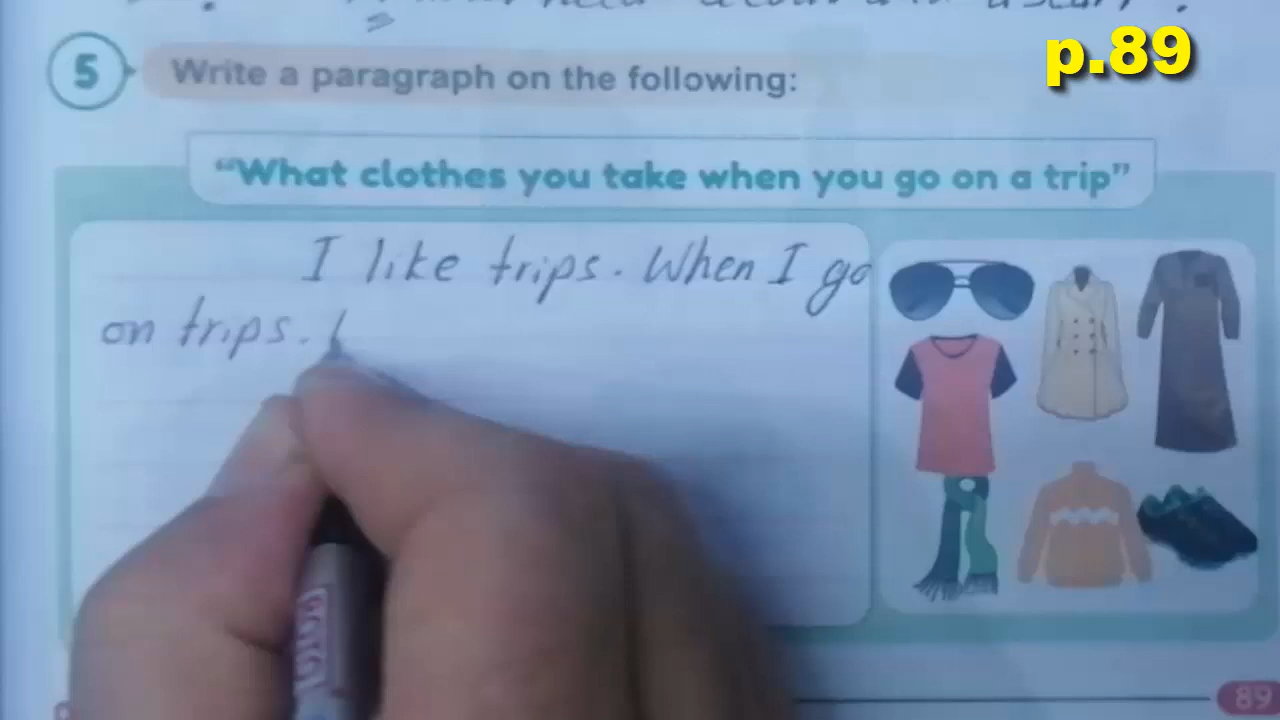 p.89
5 Write a paragraph on the following:
“What clothes you take when you go on a trip”
I like trips. When I go
on trips.
89